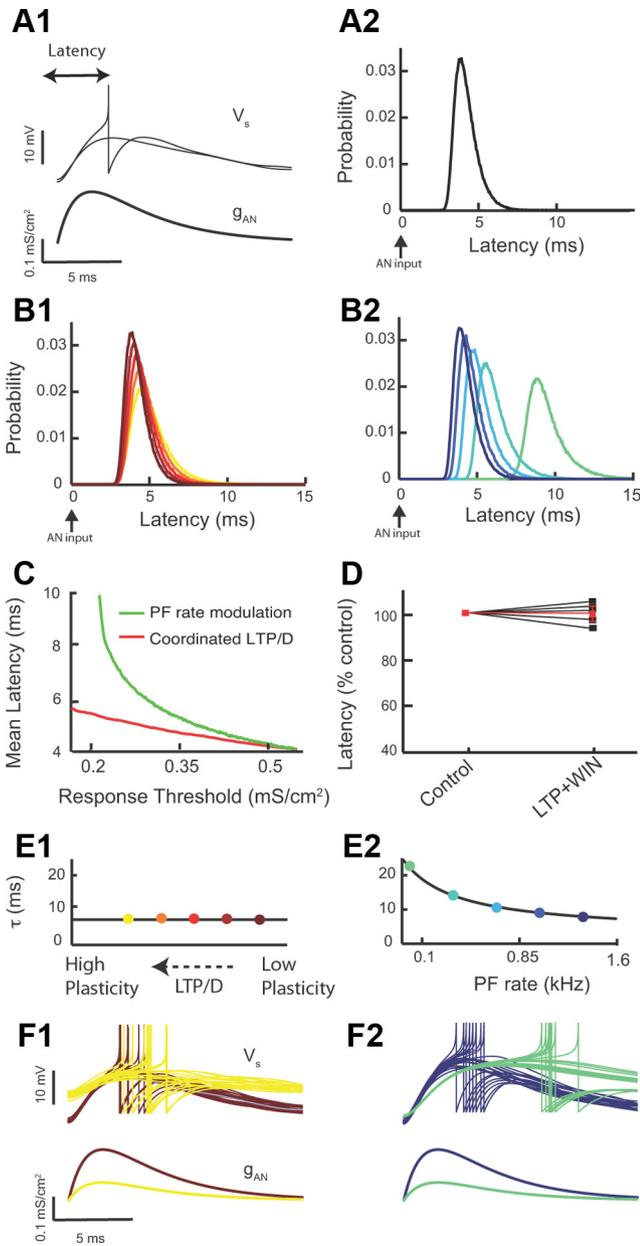 A1
Latency
10 mV
Vs
0.1 mS/cm²
gAN
5 ms
A2
Probability
0.03
0.02
0.01
0
0 5 10
Latency (ms)
AN input
B1
Probability
0.03
0.02
0.01
0
0 5 10 15
Latency (ms)
AN input
B2
0.03
0.02
0.01
0
0 5 10 15
Latency (ms)
AN input
C
Mean Latency (ms)
10
8
6
4
PF rate modulation
Coordinated LTP/D
0.2 0.35 0.5
Response Threshold (mS/cm²)
D
Latency (% control)
100
80
60
40
Control
LTP+WIN
E1
τ (ms)
20
10
0
High Plasticity
LTP/D
Low Plasticity
E2
20
10
0
0.1 0.85 1.6
PF rate (kHz)
F1
10 mV
Vs
0.1 mS/cm²
gAN
5 ms
F2